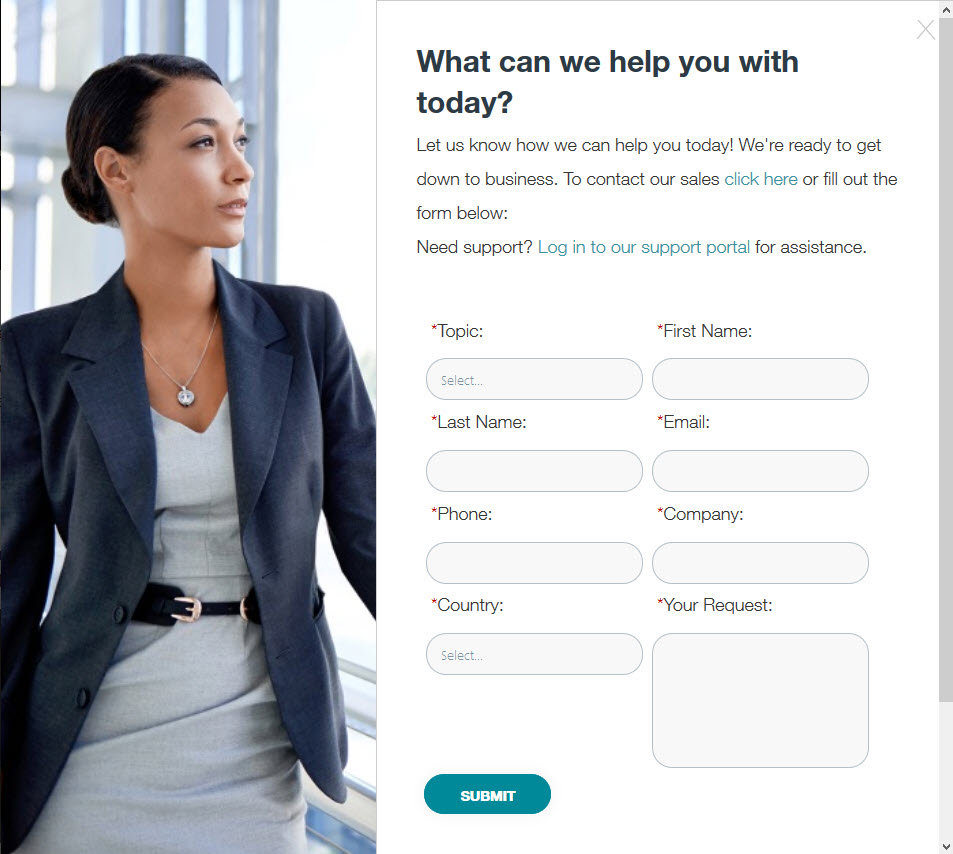 What can we help you with
today?
Let us know how we can help you today! We're ready to get
down to business. To contact our sales click here or fill out the
form below:
Need support? Log in to our support portal for assistance.
*Topic: *First Name:
Select...
*Last Name: *Email:
*Phone: *Company:
*Country: *Your Request:
Select...
SUBMIT